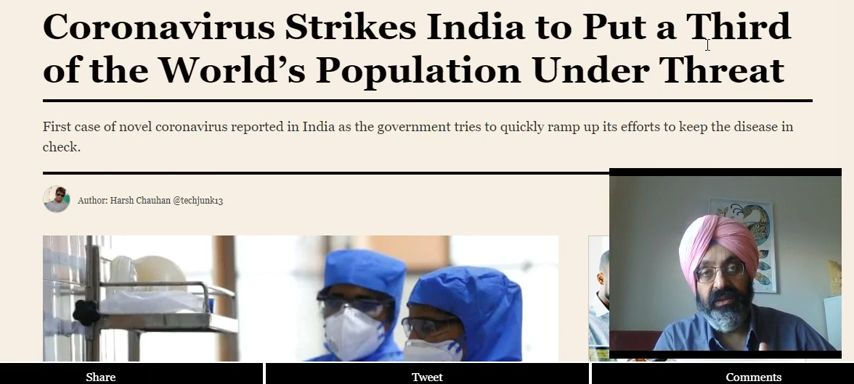 Coronavirus Strikes India to Put a Third
of the World's Population Under Threat
First case of novel coronavirus reported in India as the government tries to quickly ramp up its efforts to keep the disease in
check.
Author: Harsh Chauhan @techjunk13
Share
Tweet
Comments